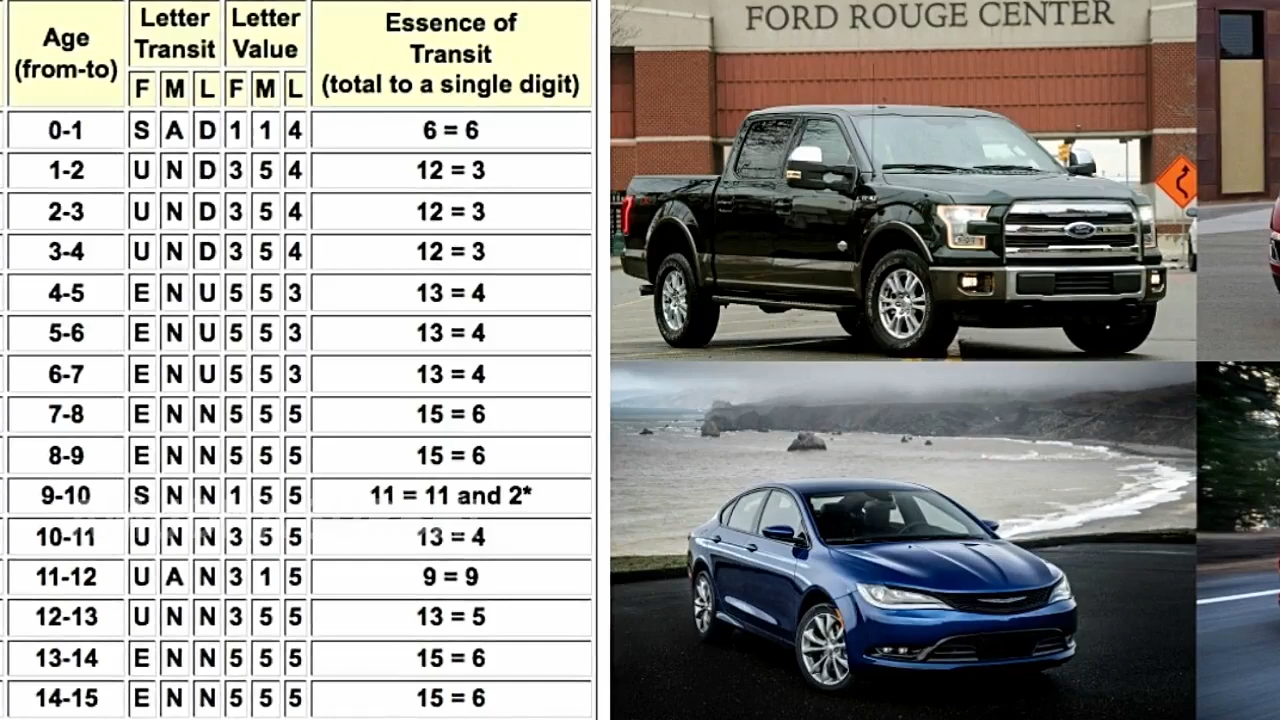 Age
(from-to)
Letter
Transit
Letter
Value
Essence of
Transit
(total to a single digit)
F M L F M L
0-1 S A D 1 1 4 6 = 6
1-2 U N D 3 5 4 12 = 3
2-3 U N D 3 5 4 12 = 3
3-4 U N D 3 5 4 12 = 3
4-5 E N U 5 5 3 13 = 4
5-6 E N U 5 5 3 13 = 4
6-7 E N U 5 5 3 13 = 4
7-8 E N N 5 5 5 15 = 6
8-9 E N N 5 5 5 15 = 6
9-10 S N N 1 5 5 11 = 11 and 2*
10-11 U N N 3 5 5 13 = 4
11-12 U A N 3 1 5 9 = 9
12-13 U N N 3 5 5 13 = 5
13-14 E N N 5 5 5 15 = 6
14-15 E N N 5 5 5 15 = 6
FORD ROUGE CENTER
Ford